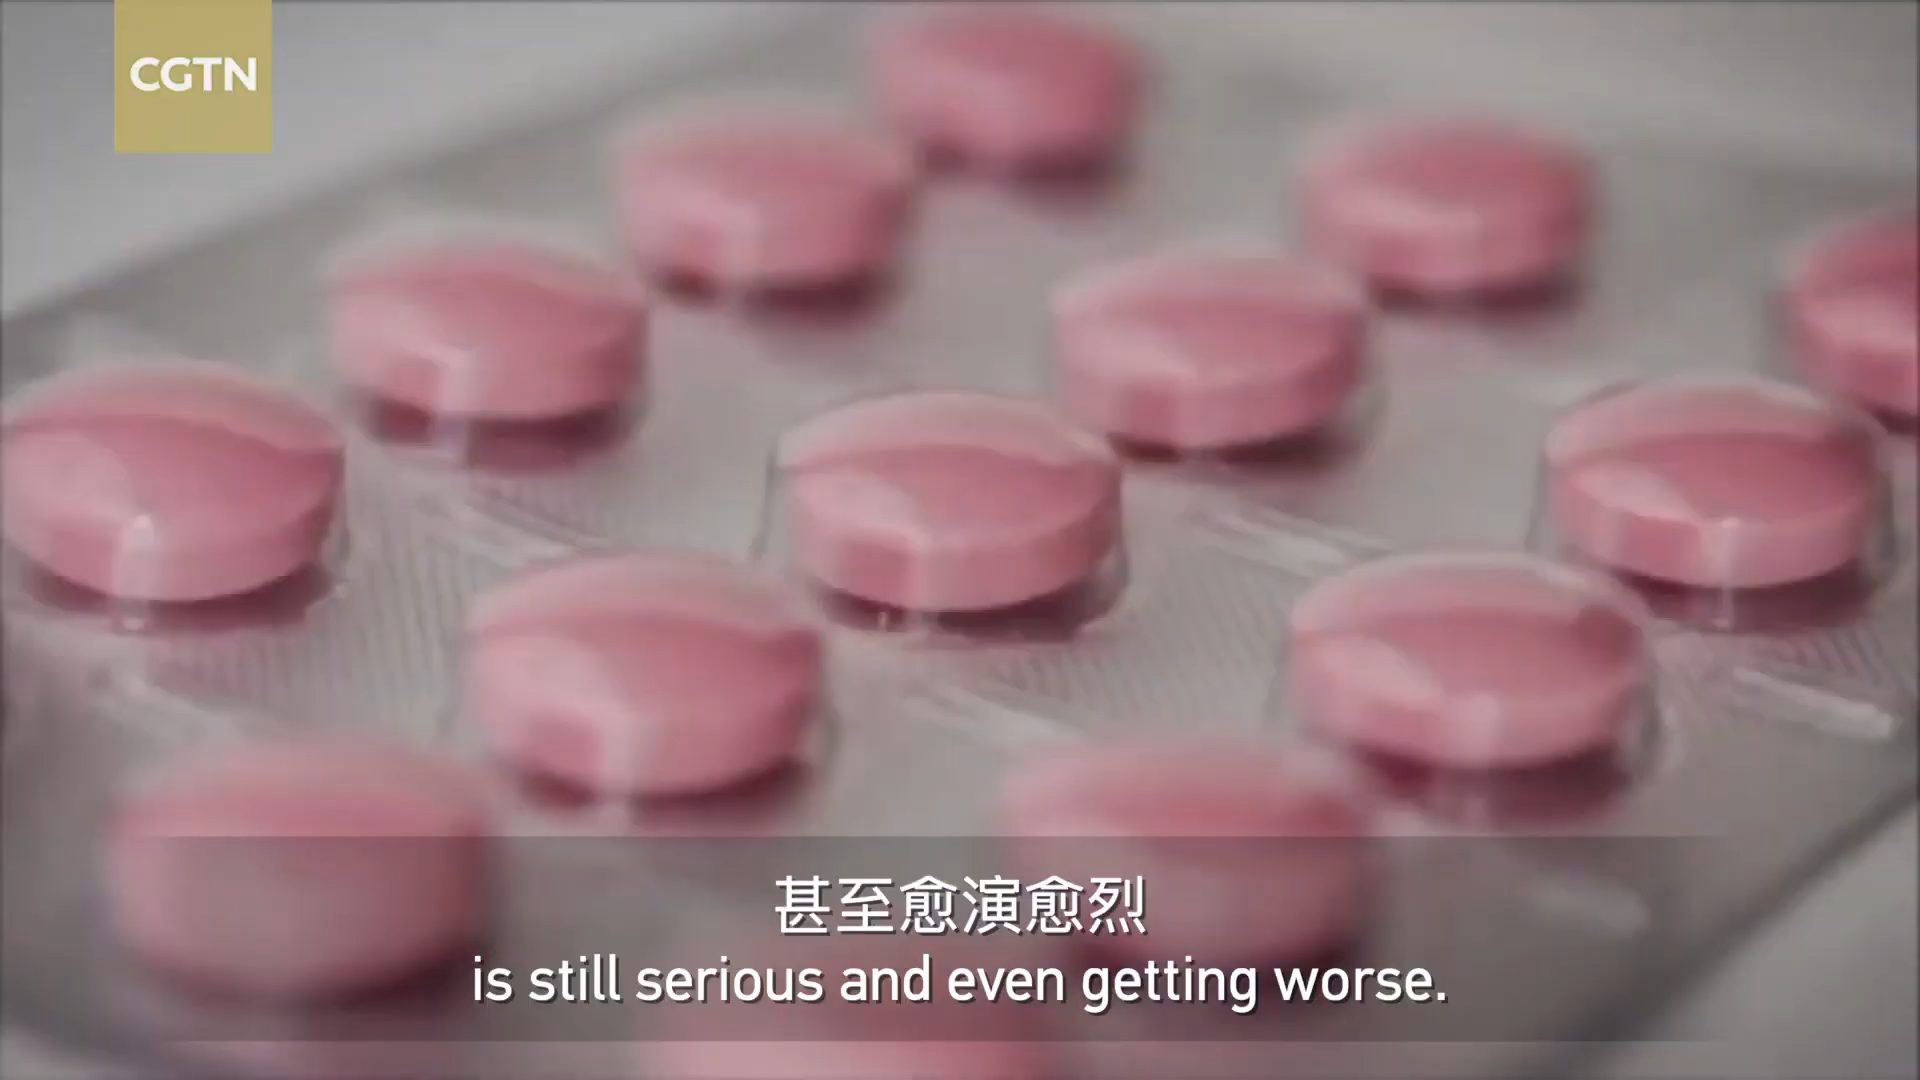 CGTN
甚至愈演愈烈
is still serious and even getting worse.